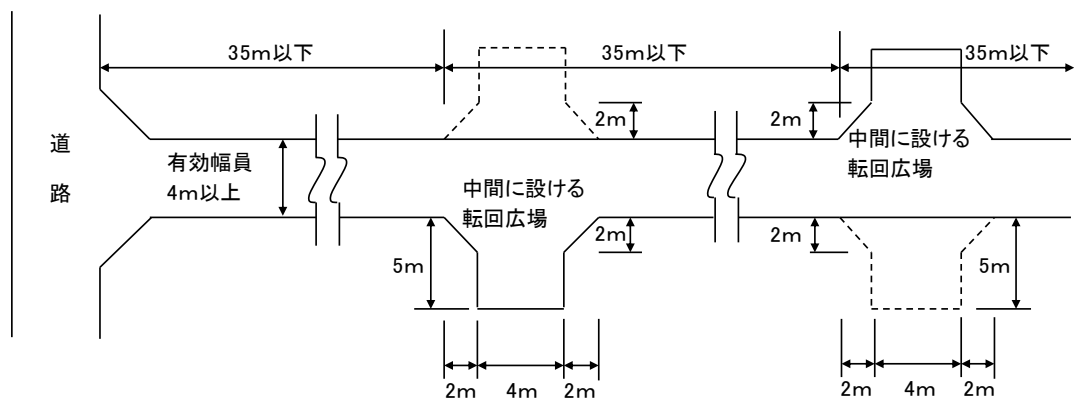 35m以下
35m以下
35m以下
2m
2m
道
路
有効幅員
4m以上
中間に設ける
転回広場
中間に設ける
転回広場
2m
2m
5m
5m
2m
4m
2m
2m
4m
2m